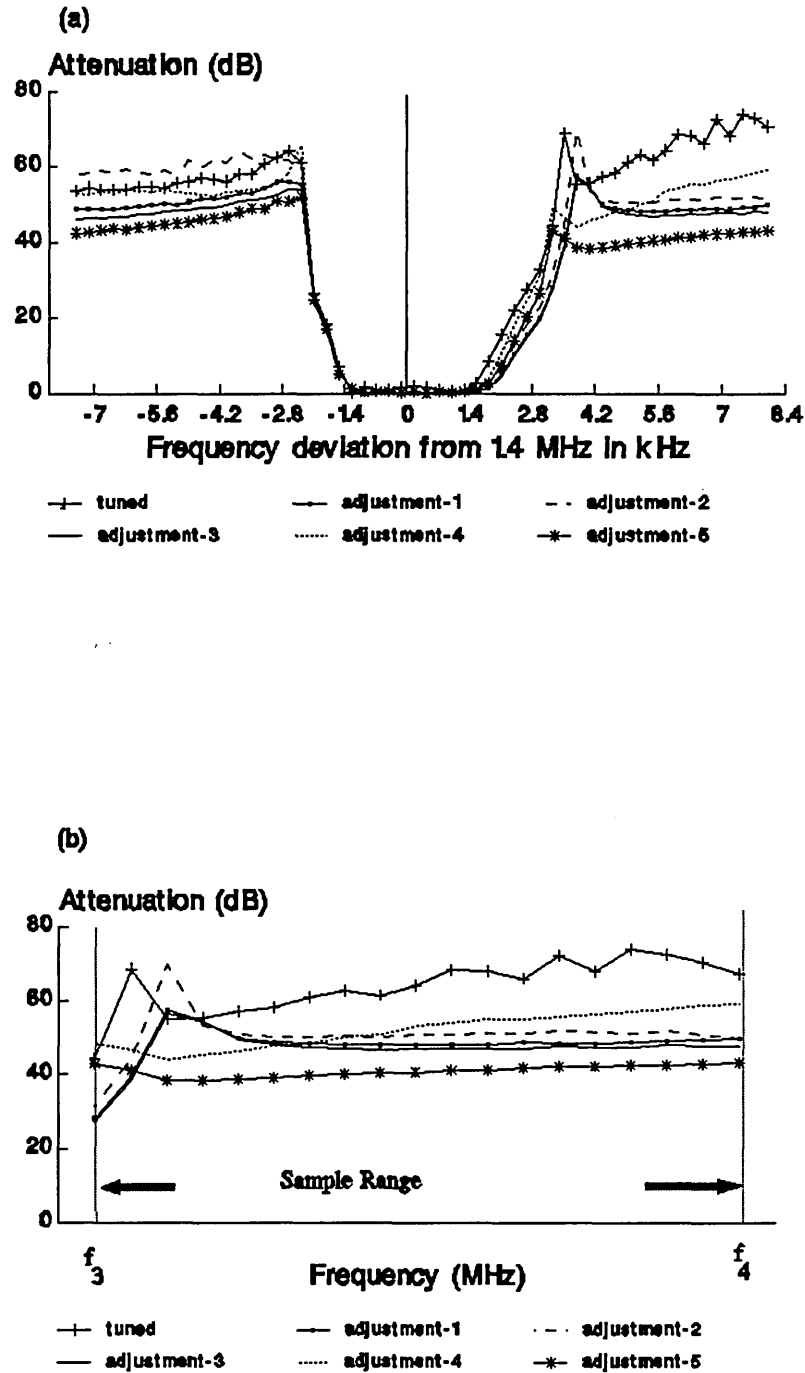 (a)
Attenuation (dB)
80
60
40
20
0
-7 -5.6 -4.2 -2.8 -1.4 0 1.4 2.8 4.2 5.6 7 8.4
Frequency deviation from 1.4 MHz in kHz
tuned adjustment-1 adjustment-2
adjustment-3 adjustment-4 adjustment-5
(b)
Attenuation (dB)
80
60
40
20
0
Sample Range
f3 Frequency (MHz) f4
tuned adjustment-1 adjustment-2
adjustment-3 adjustment-4 adjustment-5